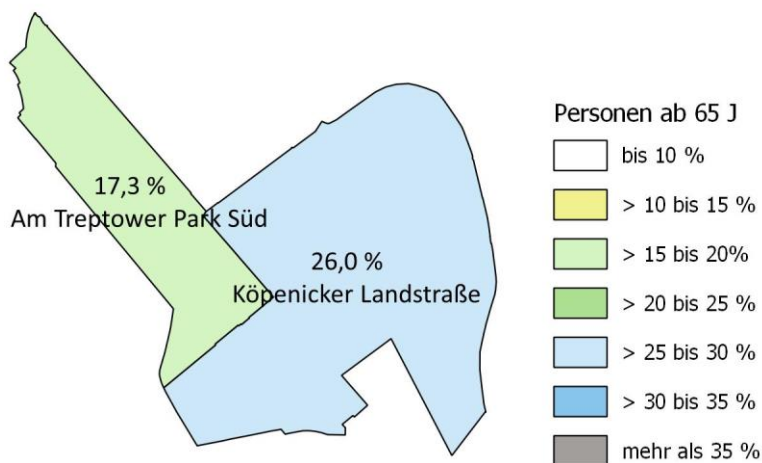 17,3 %
Am Treptower Park Süd
26,0 %
Köpenicker Landstraße
Personen ab 65 J
bis 10 %
> 10 bis 15 %
> 15 bis 20%
> 20 bis 25 %
> 25 bis 30 %
> 30 bis 35 %
mehr als 35 %